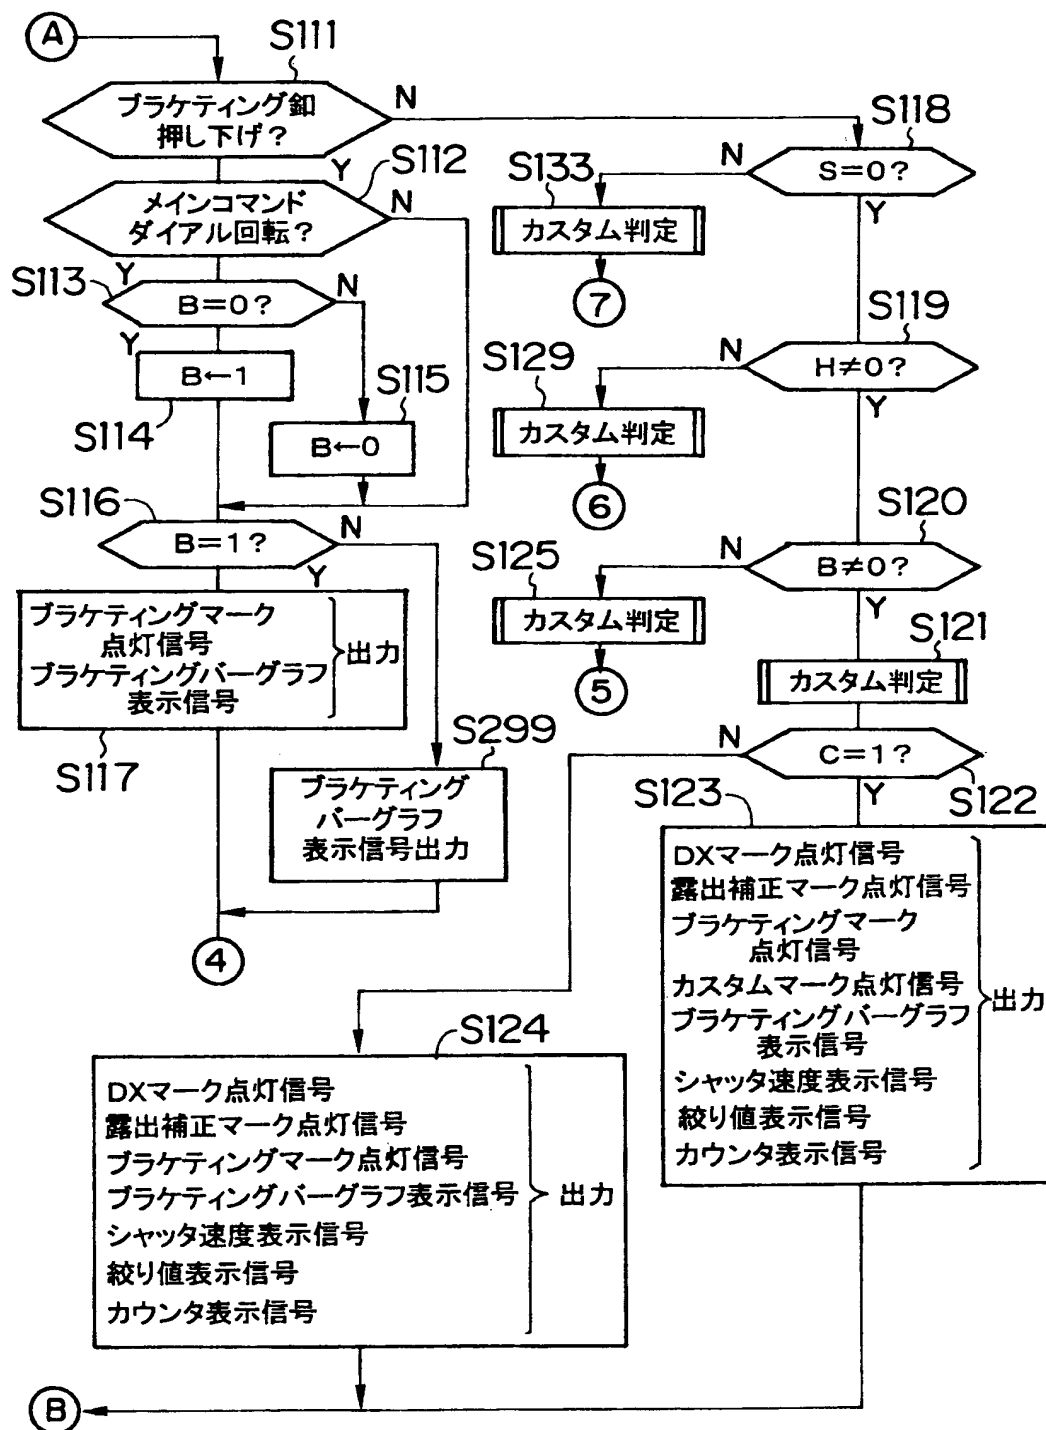 A
S111
ブラケティング釦
押し下げ？
N
Y
S112
メインコマンド
ダイアル回転？
N
Y
S113
B=0？
N
Y
B←1
S114
S115
B←0
S116
B=1？
N
Y
ブラケティングマーク
点灯信号
ブラケティングバーグラフ
表示信号
出力
S117
S299
ブラケティング
バーグラフ
表示信号出力
4
S118
S=0？
N
Y
S133
カスタム判定
7
S119
H≠0？
N
Y
S129
カスタム判定
6
S120
B≠0？
N
Y
S125
カスタム判定
5
S121
カスタム判定
C=1？
N
Y
S122
S123
DXマーク点灯信号
露出補正マーク点灯信号
ブラケティングマーク
点灯信号
カスタムマーク点灯信号
ブラケティングバーグラフ
表示信号
シャッタ速度表示信号
絞り値表示信号
カウンタ表示信号
出力
S124
DXマーク点灯信号
露出補正マーク点灯信号
ブラケティングマーク点灯信号
ブラケティングバーグラフ表示信号
シャッタ速度表示信号
絞り値表示信号
カウンタ表示信号
出力
B